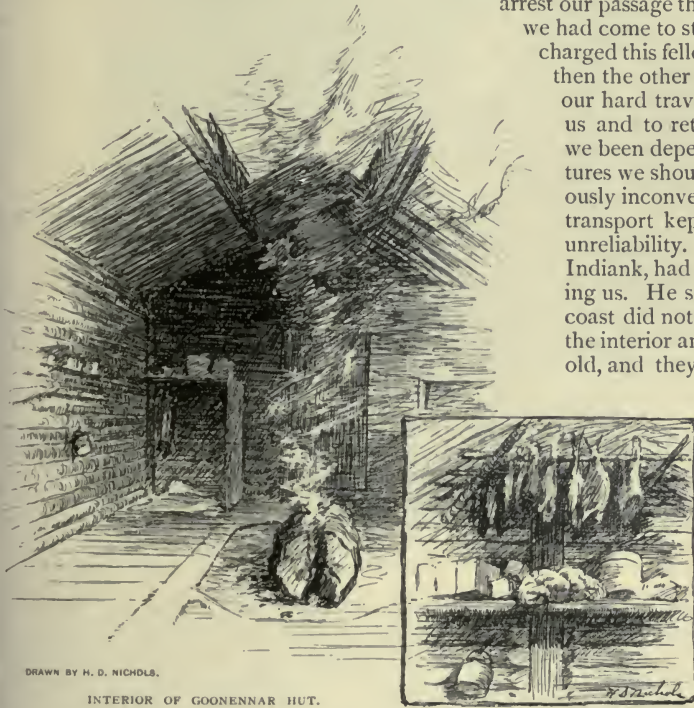 arrest our passage th
we had come to st
charged this fello
then the other
our hard trav
us and to ret
we been depe
tures we shou
ously inconve
transport kep
unreliability.
Indiank, had
ing us. He s
coast did not
the interior an
old, and they
DRAWN BY H. D. NICHOLS.
INTERIOR OF GOONENNAR HUT.